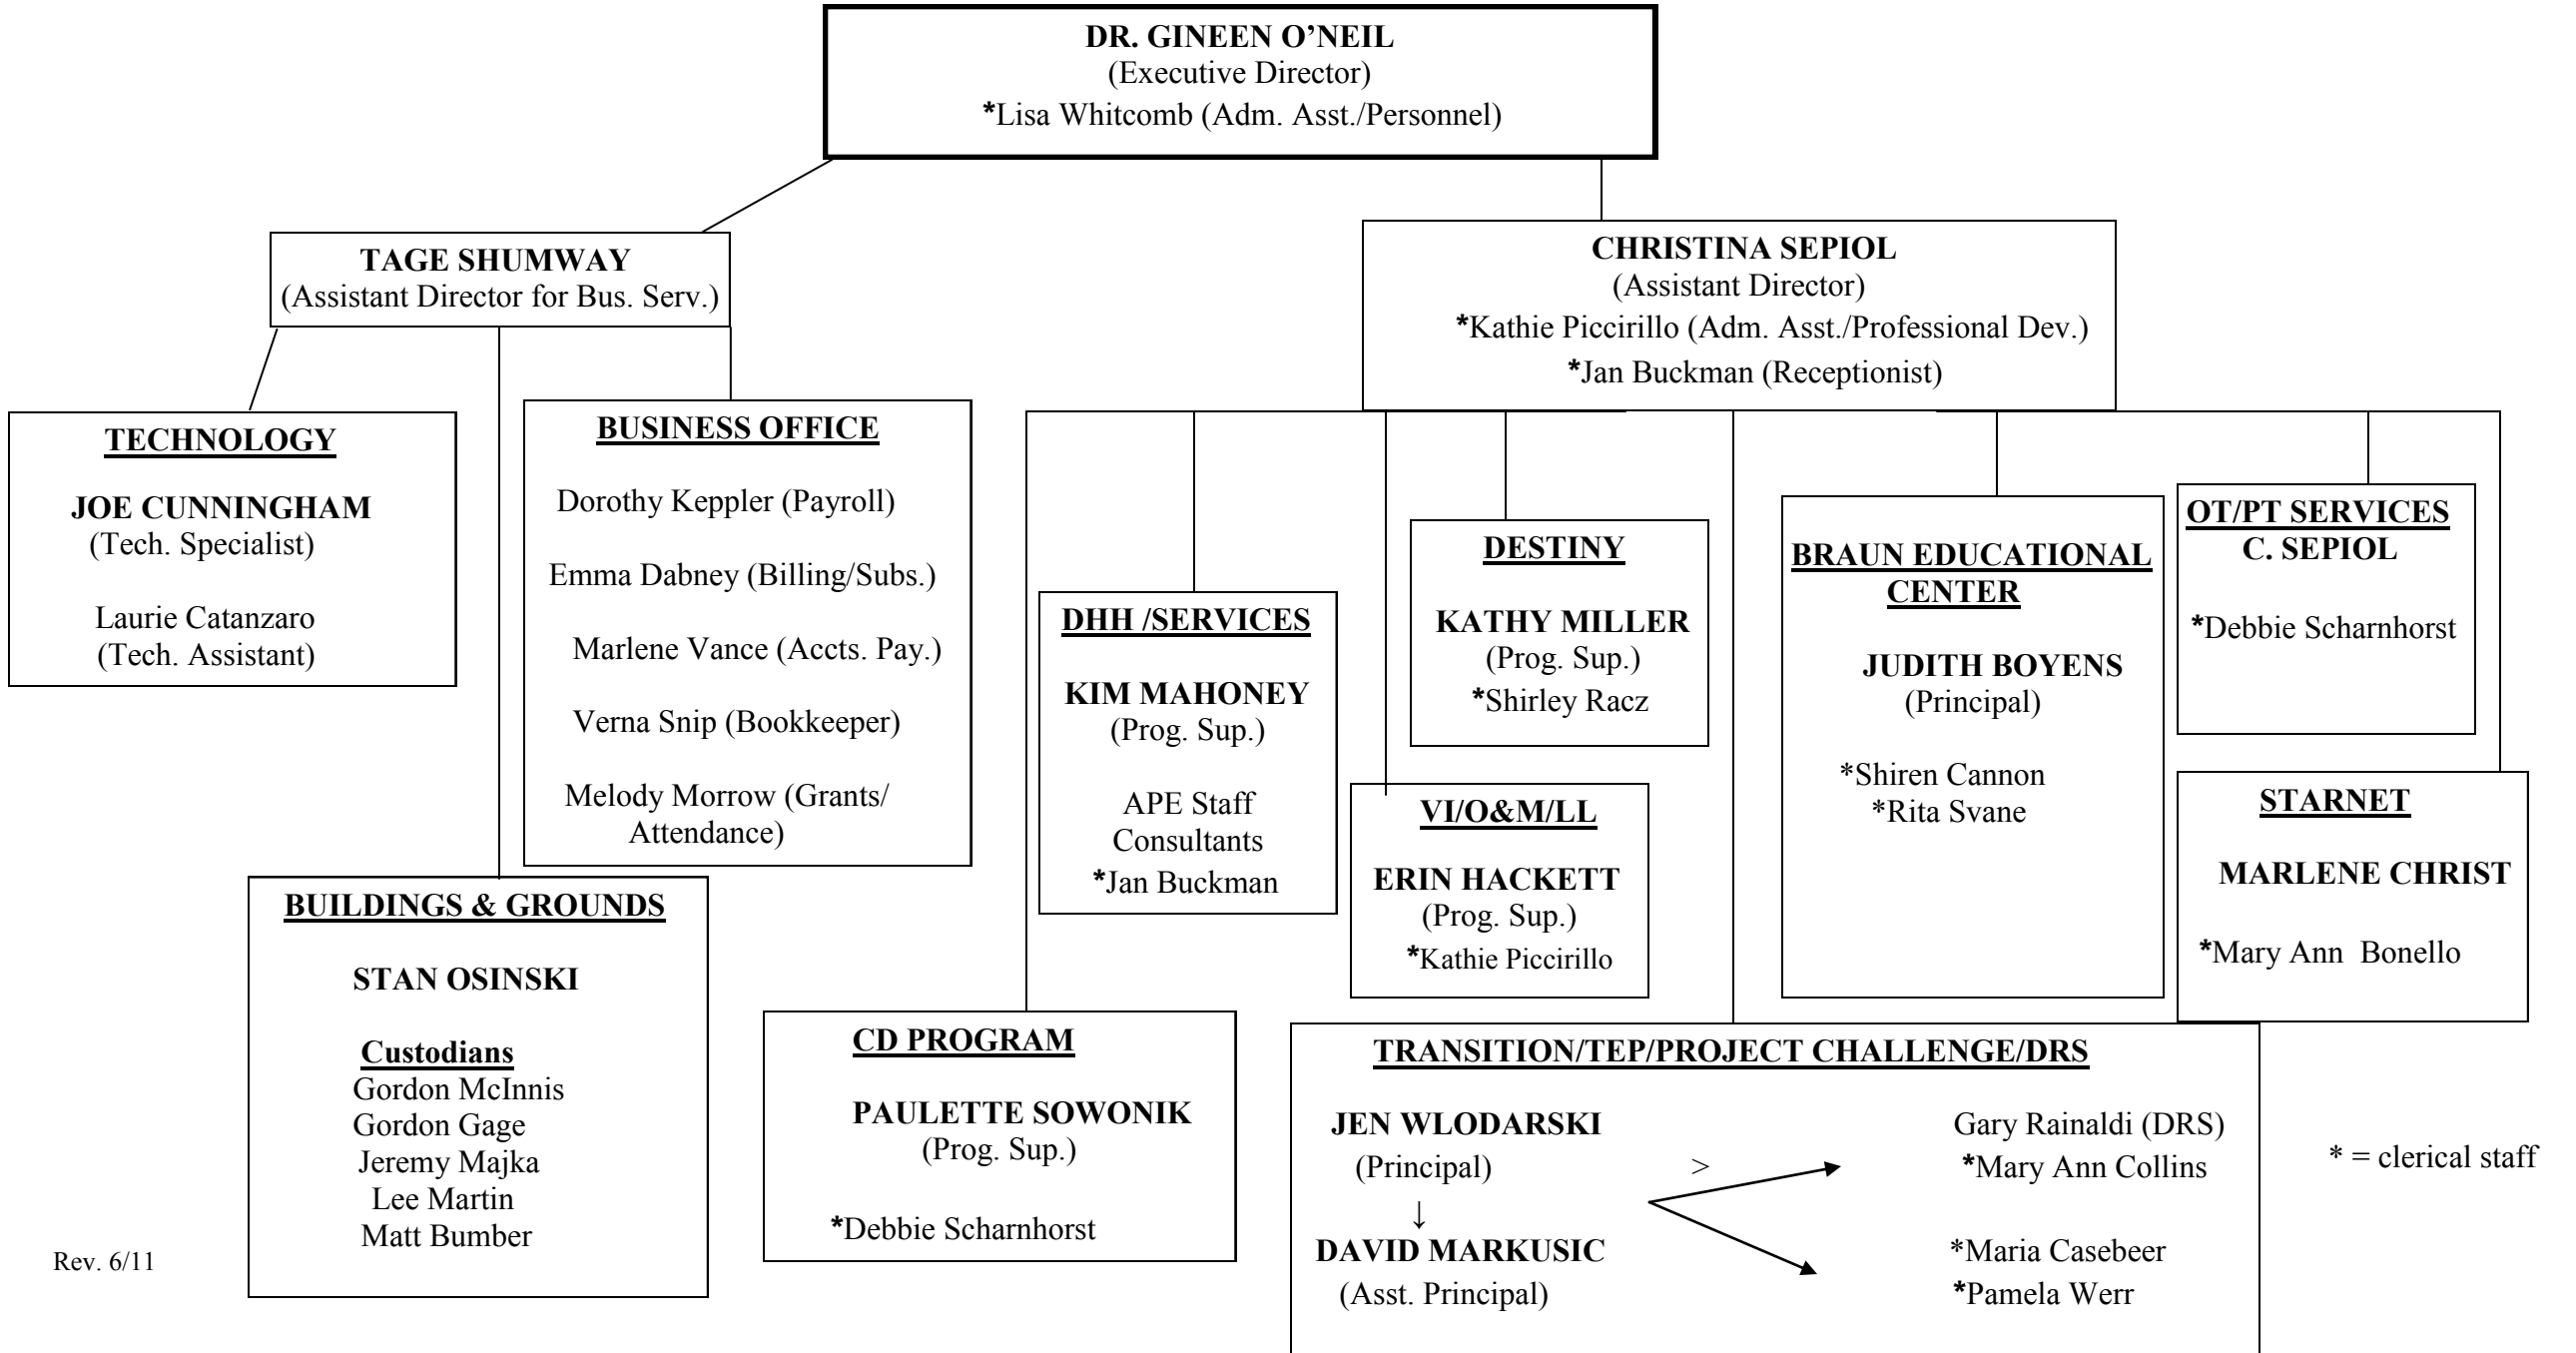 DR. GINEEN O’NEIL
(Executive Director)
*Lisa Whitcomb (Adm. Asst./Personnel)
TAGE SHUMWAY
(Assistant Director for Bus. Serv.)
CHRISTINA SEPIOL
(Assistant Director)
*Kathie Piccirillo (Adm. Asst./Professional Dev.)
*Jan Buckman (Receptionist)
TECHNOLOGY
JOE CUNNINGHAM
(Tech. Specialist)
Laurie Catanzaro
(Tech. Assistant)
BUSINESS OFFICE
Dorothy Keppler (Payroll)
Emma Dabney (Billing/Subs.)
Marlene Vance (Accts. Pay.)
Verna Snip (Bookkeeper)
Melody Morrow (Grants/
Attendance)
BUILDINGS & GROUNDS
STAN OSINSKI
Custodians
Gordon McInnis
Gordon Gage
Jeremy Majka
Lee Martin
Matt Bumber
CD PROGRAM
PAULETTE SOWONIK
(Prog. Sup.)
*Debbie Scharnhorst
DHH /SERVICES
KIM MAHONEY
(Prog. Sup.)
APE Staff
Consultants
*Jan Buckman
VI/O&M/LL
ERIN HACKETT
(Prog. Sup.)
*Kathie Piccirillo
DESTINY
KATHY MILLER
(Prog. Sup.)
*Shirley Racz
TRANSITION/TEP/PROJECT CHALLENGE/DRS
JEN WLODARSKI
(Principal) >
↓
DAVID MARKUSIC
(Asst. Principal)
Gary Rainaldi (DRS)
*Mary Ann Collins
*Maria Casebeer
*Pamela Werr
BRAUN EDUCATIONAL
CENTER
JUDITH BOYENS
(Principal)
*Shiren Cannon
*Rita Svane
OT/PT SERVICES
C. SEPIOL
*Debbie Scharnhorst
STARNET
MARLENE CHRIST
*Mary Ann Bonello
* = clerical staff
Rev. 6/11